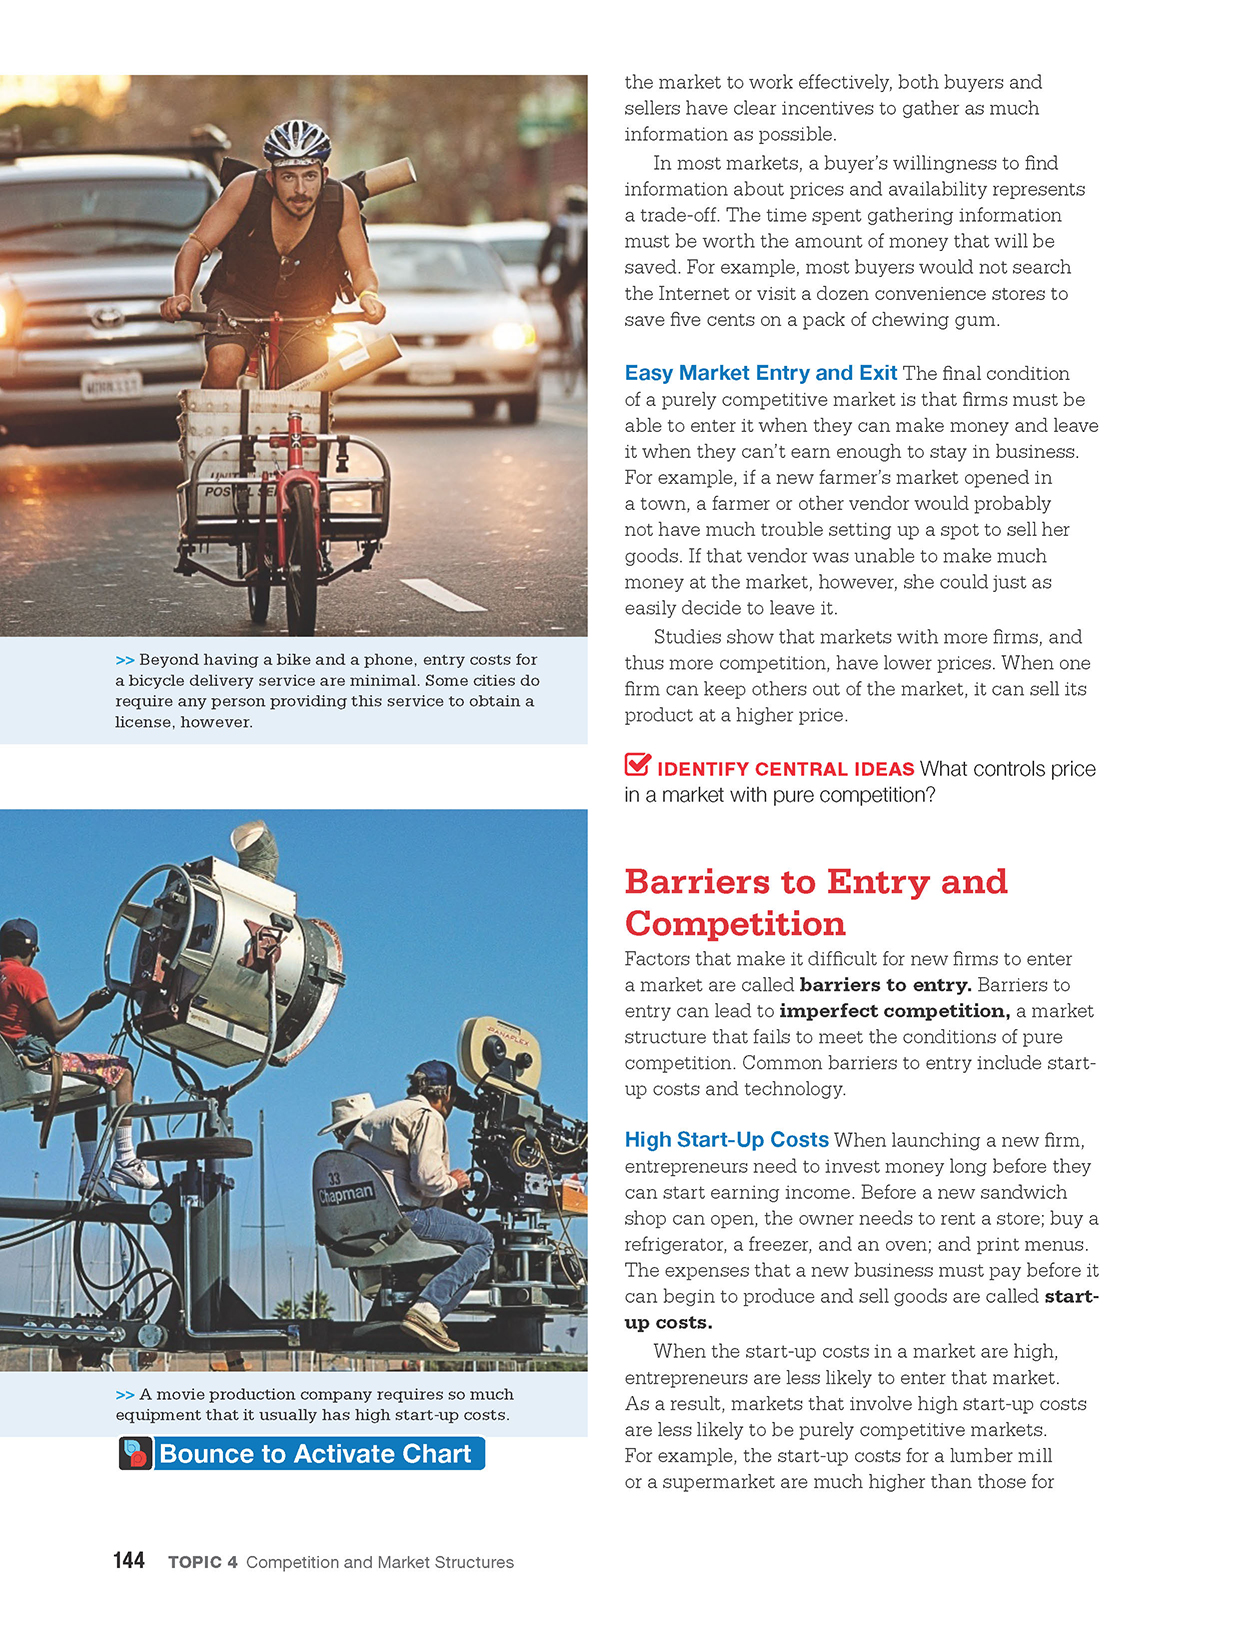 the market to work effectively, both buyers and
sellers have clear incentives to gather as much
information as possible.
In most markets, a buyer's willingness to find
information about prices and availability represents
a trade-off. The time spent gathering information
must be worth the amount of money that will be
saved. For example, most buyers would not search
the Internet or visit a dozen convenience stores to
save five cents on a pack of chewing gum.
Easy Market Entry and Exit The final condition
of a purely competitive market is that firms must be
able to enter it when they can make money and leave
it when they can't earn enough to stay in business.
For example, if a new farmer's market opened in
a town, a farmer or other vendor would probably
not have much trouble setting up a spot to sell her
goods. If that vendor was unable to make much
money at the market, however, she could just as
easily decide to leave it.
Studies show that markets with more firms, and
thus more competition, have lower prices. When one
firm can keep others out of the market, it can sell its
product at a higher price.
IDENTIFY CENTRAL IDEAS What controls price
in a market with pure competition?
Barriers to Entry and
Competition
Factors that make it difficult for new firms to enter
a market are called barriers to entry. Barriers to
entry can lead to imperfect competition, a market
structure that fails to meet the conditions of pure
competition. Common barriers to entry include start-
up costs and technology.
High Start-Up Costs When launching a new firm,
entrepreneurs need to invest money long before they
can start earning income. Before a new sandwich
shop can open, the owner needs to rent a store; buy a
refrigerator, a freezer, and an oven; and print menus.
The expenses that a new business must pay before it
can begin to produce and sell goods are called start-
up costs.
When the start-up costs in a market are high,
entrepreneurs are less likely to enter that market.
As a result, markets that involve high start-up costs
are less likely to be purely competitive markets.
For example, the start-up costs for a lumber mill
or a supermarket are much higher than those for
>> Beyond having a bike and a phone, entry costs for
a bicycle delivery service are minimal. Some cities do
require any person providing this service to obtain a
license, however.
PANAFLEX
33
Chapman
>> A movie production company requires so much
equipment that it usually has high start-up costs.
Bounce to Activate Chart
144 TOPIC 4 Competition and Market Structures